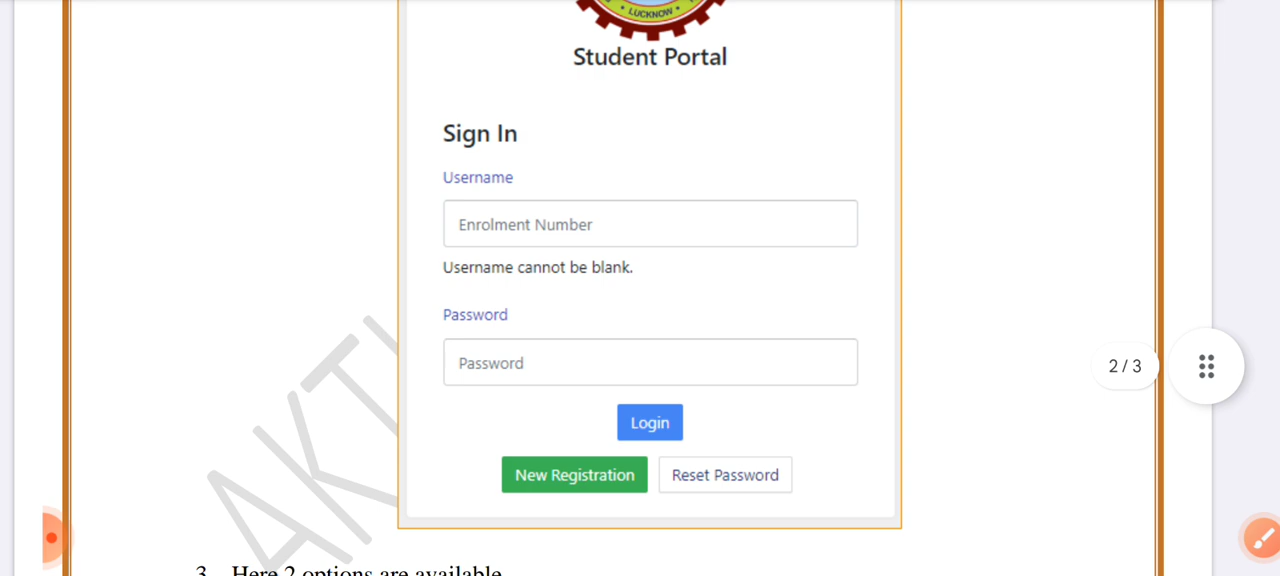 • LUCKNOW •
Student Portal
Sign In
Username
Enrolment Number
Username cannot be blank.
Password
Password
2 / 3
Login
New Registration Reset Password
AKT
3. Here 2 options are available